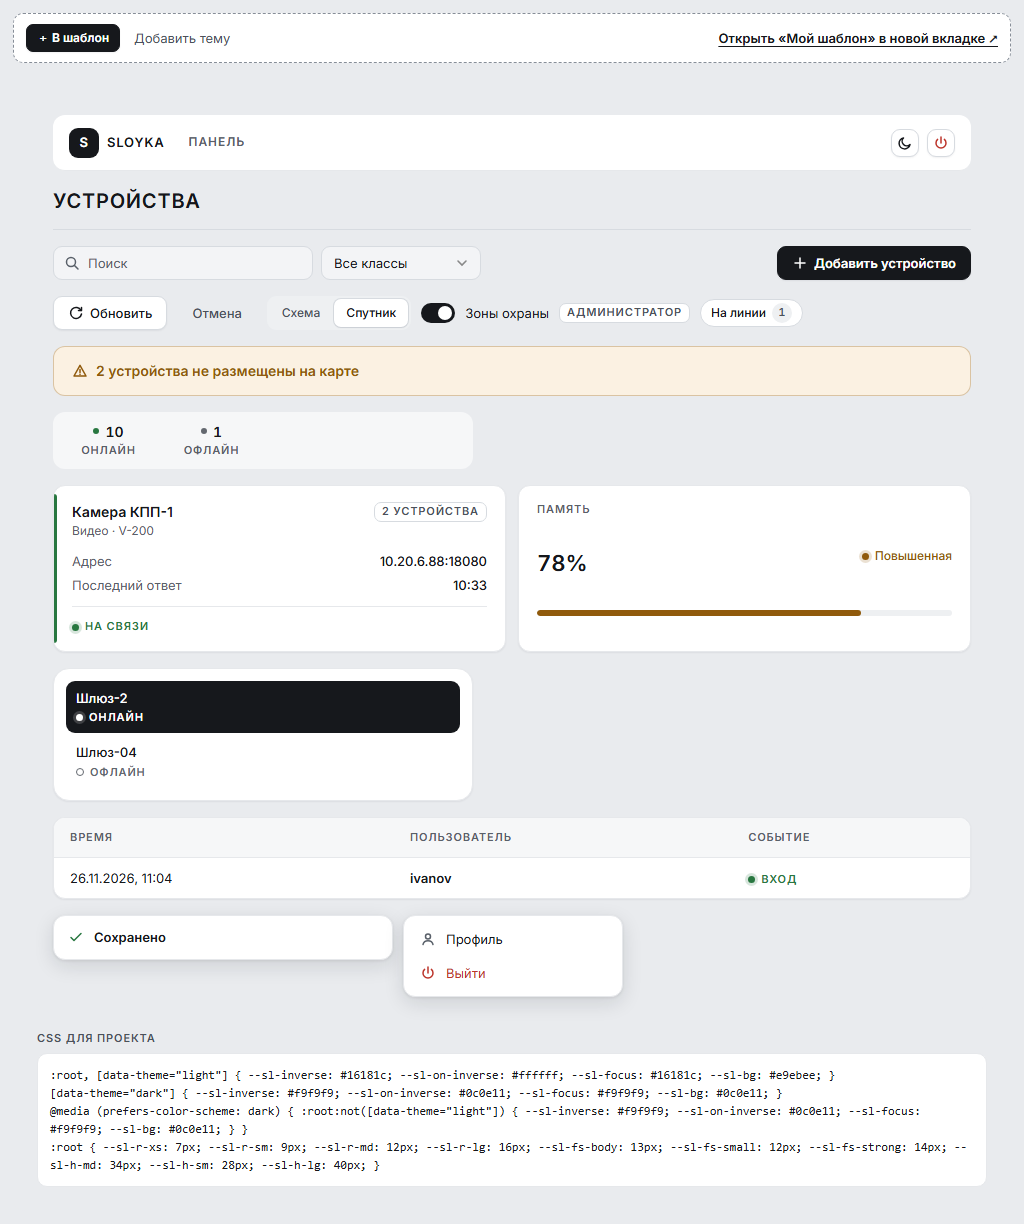 + В шаблон Добавить тему Открыть «Мой шаблон» в новой вкладке ↗
S SLOYKA ПАНЕЛЬ
УСТРОЙСТВА
Поиск Все классы + Добавить устройство
Обновить Отмена Схема Спутник Зоны охраны АДМИНИСТРАТОР На линии 1
2 устройства не размещены на карте
10 1
ОНЛАЙН ОФЛАЙН
Камера КПП-1 2 УСТРОЙСТВА
Видео · V-200
Адрес 10.20.6.88:18080
Последний ответ 10:33
НА СВЯЗИ
ПАМЯТЬ
78% Повышенная
Шлюз-2
ОНЛАЙН
Шлюз-04
ОФЛАЙН
ВРЕМЯ ПОЛЬЗОВАТЕЛЬ СОБЫТИЕ
26.11.2026, 11:04 ivanov ВХОД
Сохранено
Профиль
Выйти
CSS ДЛЯ ПРОЕКТА
:root, [data-theme="light"] { --sl-inverse: #16181c; --sl-on-inverse: #ffffff; --sl-focus: #16181c; --sl-bg: #e9ebee; }
[data-theme="dark"] { --sl-inverse: #f9f9f9; --sl-on-inverse: #0c0e11; --sl-focus: #f9f9f9; --sl-bg: #0c0e11; }
@media (prefers-color-scheme: dark) { :root:not([data-theme="light"]) { --sl-inverse: #f9f9f9; --sl-on-inverse: #0c0e11; --sl-focus:
#f9f9f9; --sl-bg: #0c0e11; } }
:root { --sl-r-xs: 7px; --sl-r-sm: 9px; --sl-r-md: 12px; --sl-r-lg: 16px; --sl-fs-body: 13px; --sl-fs-small: 12px; --sl-fs-strong: 14px; --
sl-h-md: 34px; --sl-h-sm: 28px; --sl-h-lg: 40px; }